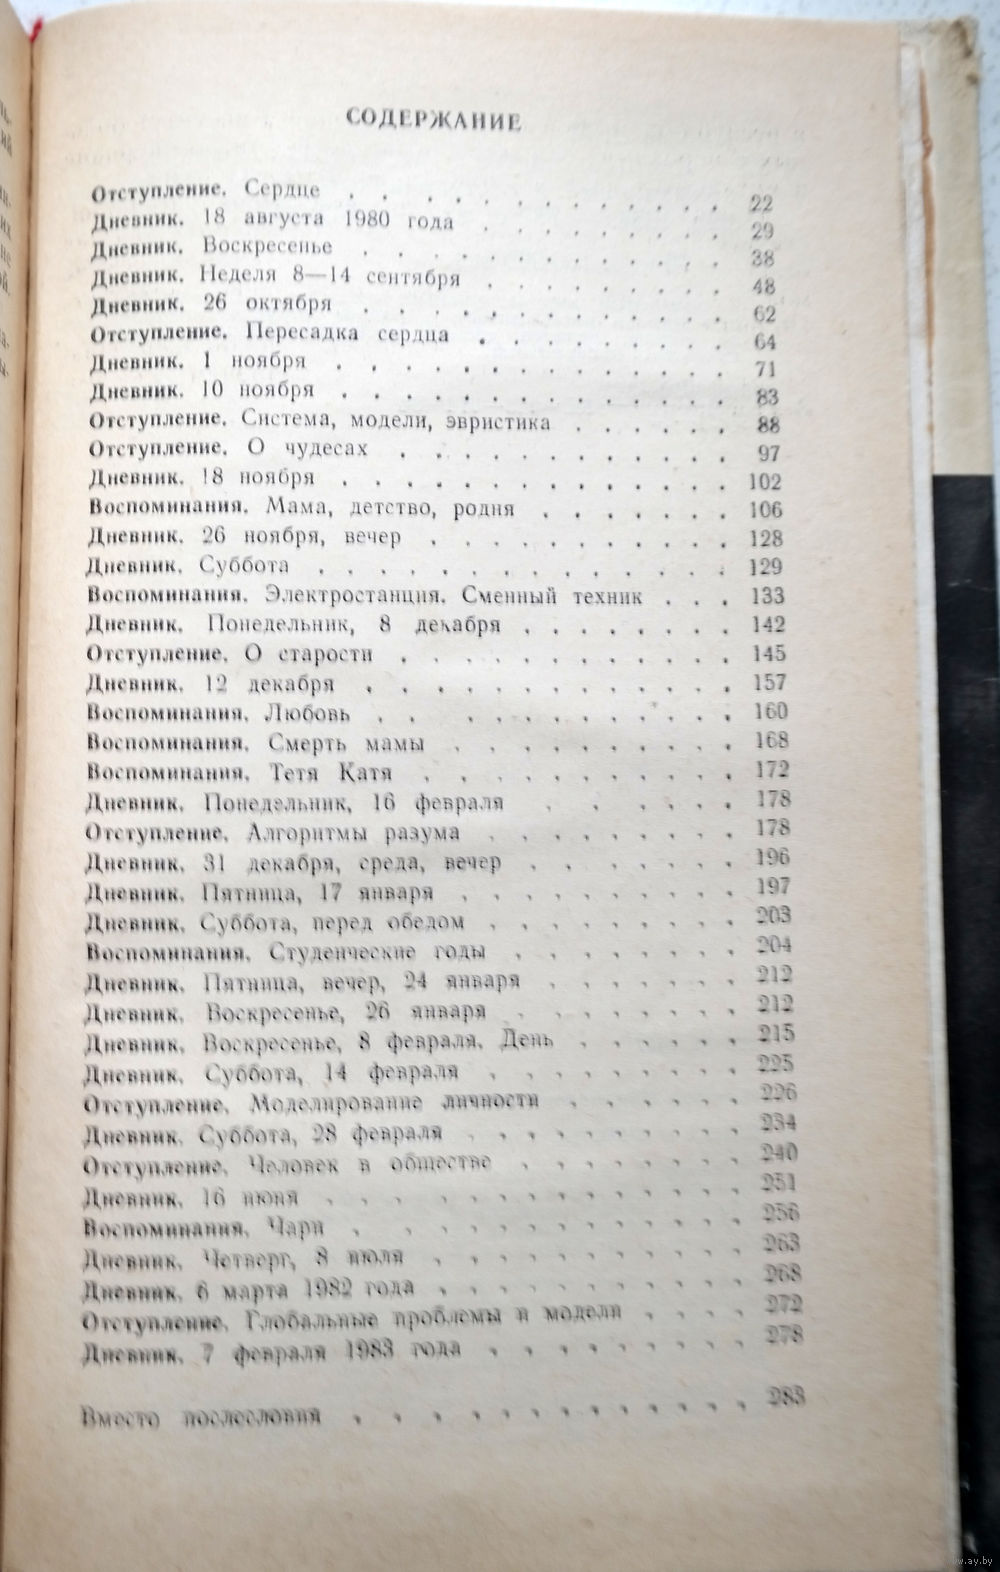 СОДЕРЖАНИЕ
Отступление. Сердце . . . . . . . . . . . . 22
Дневник. 18 августа 1980 года . . . . . . . . . 29
Дневник. Воскресенье . . . . . . . . . . . . 38
Дневник. Неделя 8—14 сентября . . . . . . . . 48
Дневник. 26 октября . . . . . . . . . . . . 62
Отступление. Пересадка сердца . . . . . . . . 64
Дневник. 1 ноября . . . . . . . . . . . . 71
Дневник. 10 ноября . . . . . . . . . . . . 83
Отступление. Система, модели, эвристика . . . . . . 88
Отступление. О чудесах . . . . . . . . . . . 97
Дневник. 18 ноября . . . . . . . . . . . . 102
Воспоминания. Мама, детство, родня . . . . . . . 106
Дневник. 26 ноября, вечер . . . . . . . . . . 128
Дневник. Суббота . . . . . . . . . . . . . 129
Воспоминания. Электростанция. Сменный техник . . . 133
Дневник. Понедельник, 8 декабря . . . . . . . 142
Отступление. О старости . . . . . . . . . . . 145
Дневник. 12 декабря . . . . . . . . . . . . 157
Воспоминания. Любовь . . . . . . . . . . . 160
Воспоминания. Смерть мамы . . . . . . . . . 168
Воспоминания. Тетя Катя . . . . . . . . . . 172
Дневник. Понедельник, 16 февраля . . . . . . 178
Отступление. Алгоритмы разума . . . . . . . . 178
Дневник. 31 декабря, среда, вечер . . . . . . . 196
Дневник. Пятница, 17 января . . . . . . . . . 197
Дневник. Суббота, перед обедом . . . . . . . . 203
Воспоминания. Студенческие годы . . . . . . . . 204
Дневник. Пятница, вечер, 24 января . . . . . . . 212
Дневник. Воскресенье, 26 января . . . . . . . . 212
Дневник. Воскресенье, 8 февраля. День . . . . . . 215
Дневник. Суббота, 14 февраля . . . . . . . . . 225
Отступление. Моделирование личности . . . . . . 226
Дневник. Суббота, 28 февраля . . . . . . . . . 234
Отступление. Человек в обществе . . . . . . . . 240
Дневник. 16 июня . . . . . . . . . . . . 251
Воспоминания. Чари . . . . . . . . . . . . 256
Дневник. Четверг, 8 июля . . . . . . . . . . 263
Дневник. 6 марта 1982 года . . . . . . . . . . 268
Отступление. Глобальные проблемы и модели . . . . 272
Дневник. 7 февраля 1983 года . . . . . . . . . 278
Вместо послесловия . . . . . . . . . . . . 283
www.ay.by